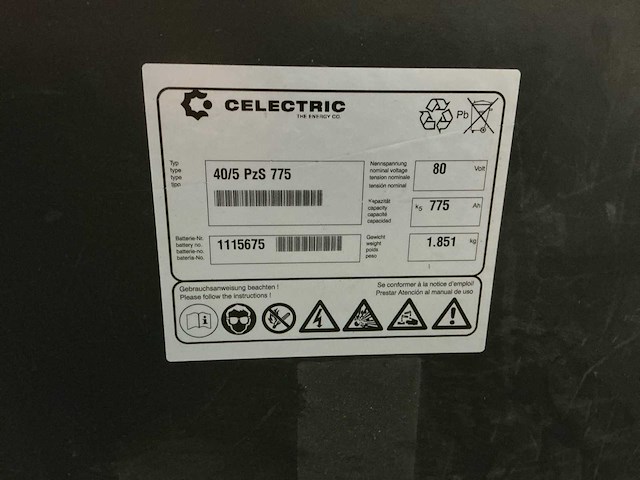 CELECTRIC
THE ENERGY CO.
Pb
Typ
type
type
tipo
40/5 PzS 775
Nennspannung
nominal voltage
tension nominale
tensión nominal
80 Volt
Kapazität
capacity
capacité
capacidad
K5 775 Ah
Batterie-Nr.
battery no.
batterie-no.
batería-No.
1115675
Gewicht
weight
poids
peso
1.851 kg
Gebrauchsanweisung beachten !
Please follow the instructions !
Se conformer à la notice d'emploi!
Prestar Atención al manual de uso